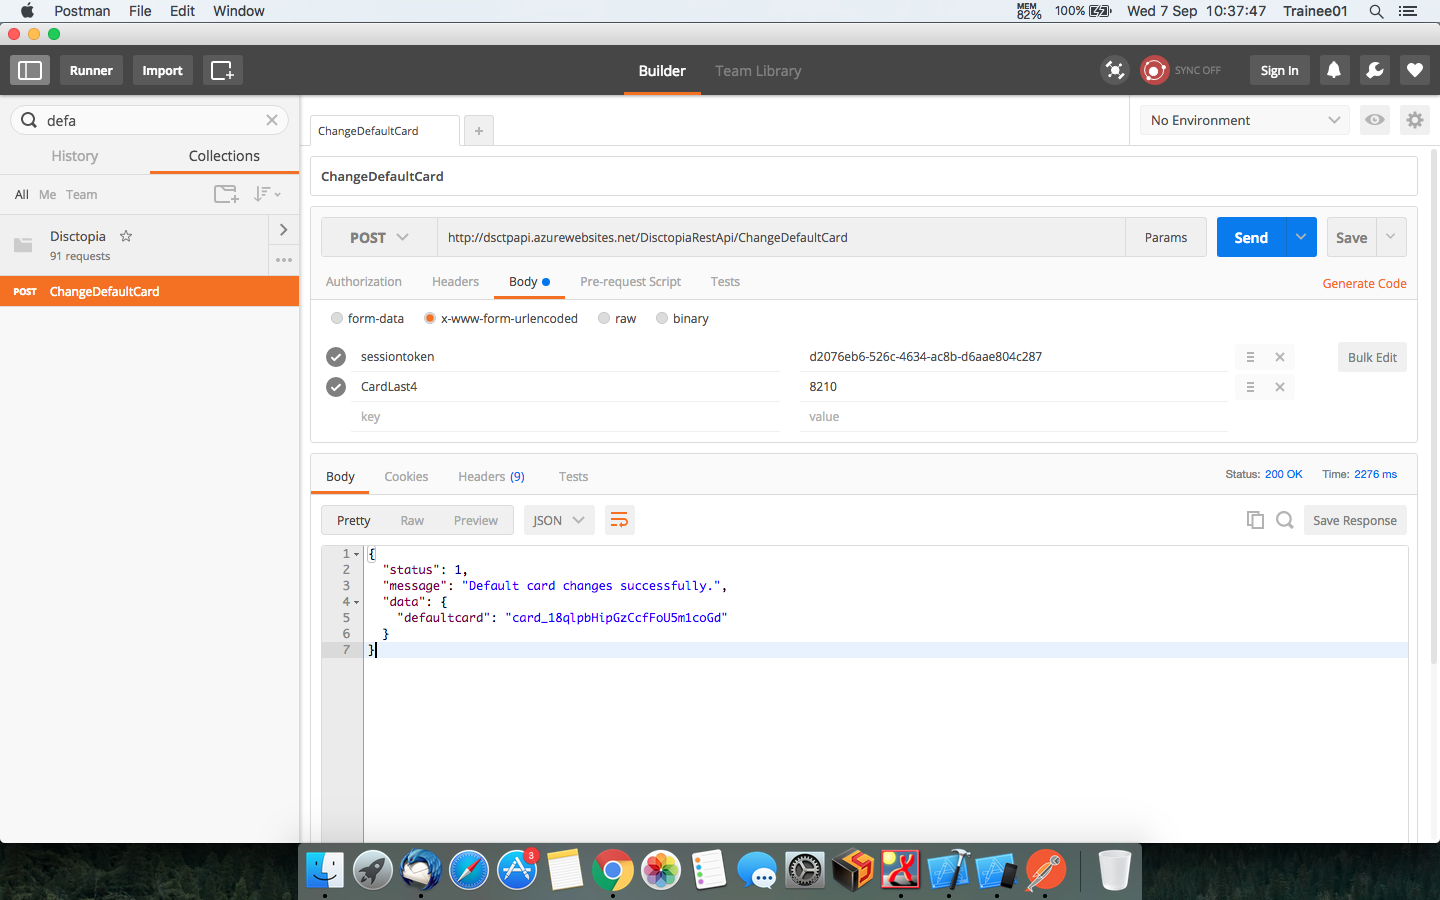 Postman File Edit Window MEM 82% 100% Wed 7 Sep 10:37:47 Trainee01
Runner Import Builder Team Library SYNC OFF Sign In
defa
ChangeDefaultCard + No Environment
History Collections
ChangeDefaultCard
All Me Team
Disctopia
91 requests
POST http://dsctpapi.azurewebsites.net/DisctopiaRestApi/ChangeDefaultCard Params Send Save
POST ChangeDefaultCard
Authorization Headers Body Pre-request Script Tests Generate Code
form-data x-www-form-urlencoded raw binary
sessiontoken d2076eb6-526c-4634-ac8b-d6aae804c287 Bulk Edit
CardLast4 8210
key value
Body Cookies Headers (9) Tests Status: 200 OK Time: 2276 ms
Pretty Raw Preview JSON Save Response
1 {
2 "status": 1,
3 "message": "Default card changes successfully.",
4 "data": {
5 "defaultcard": "card_18qlpbHipGzCcfFoU5m1coGd"
6 }
7 }
3